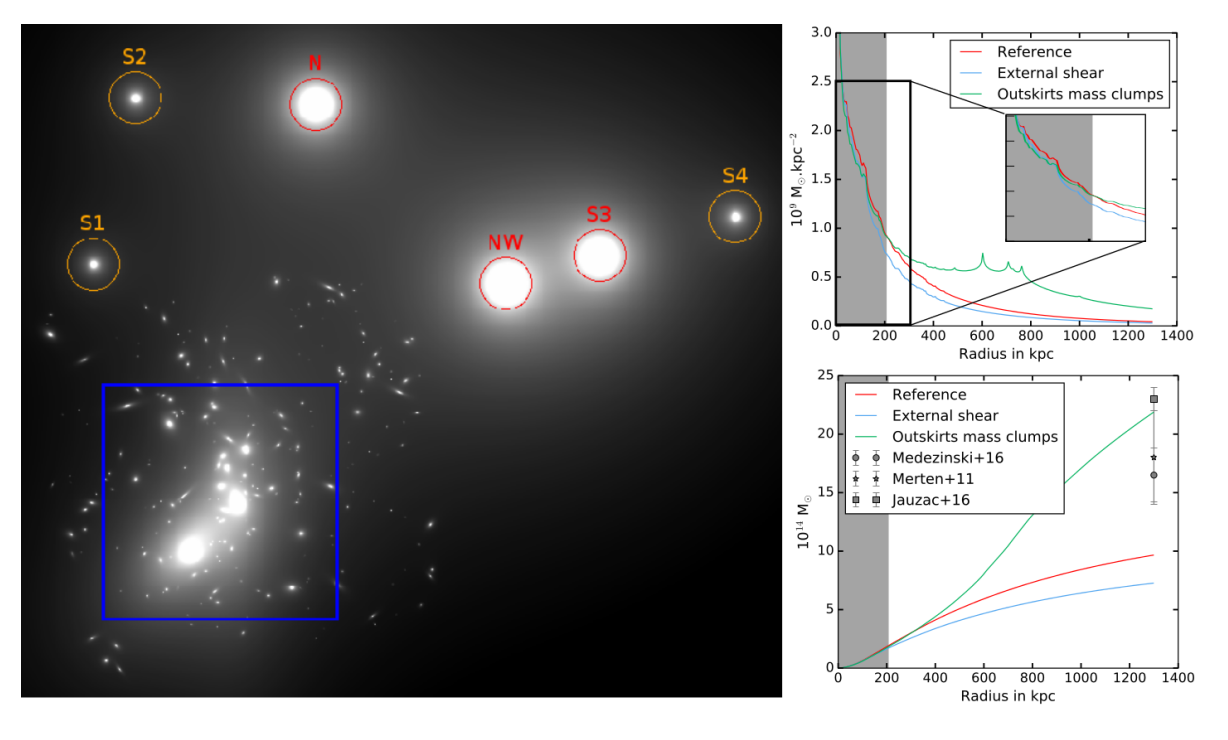 S2
N
S4
S1
S3
NW
3.0
2.5
2.0
1.5
1.0
0.5
0.0
10⁹ M☉.kpc⁻²
Reference
External shear
Outskirts mass clumps
0 200 400 600 800 1000 1200 1400
Radius in kpc
25
20
15
10
5
0
10¹⁴ M☉
Reference
External shear
Outskirts mass clumps
Medezinski+16
Merten+11
Jauzac+16
0 200 400 600 800 1000 1200 1400
Radius in kpc